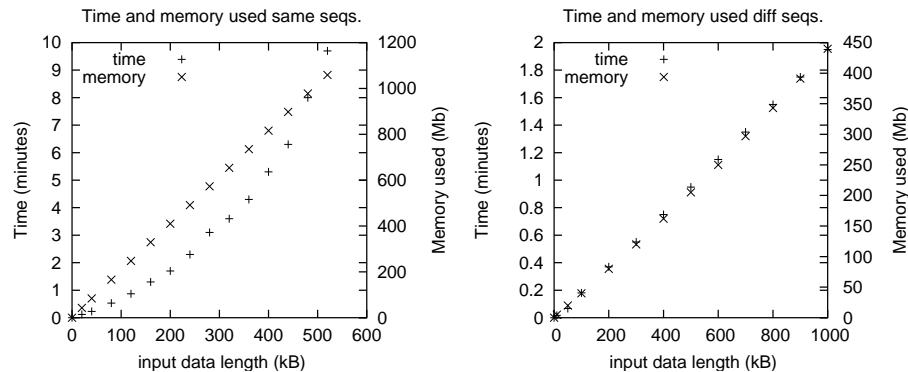 Time and memory used same seqs.
10
9
8
7
6
5
4
3
2
1
0
Time (minutes)
time
memory
1200
1000
800
600
400
200
0
Memory used (Mb)
0 100 200 300 400 500 600
input data length (kB)
Time and memory used diff seqs.
2
1.8
1.6
1.4
1.2
1
0.8
0.6
0.4
0.2
0
Time (minutes)
time
memory
450
400
350
300
250
200
150
100
50
0
Memory used (Mb)
0 200 400 600 800 1000
input data length (kB)